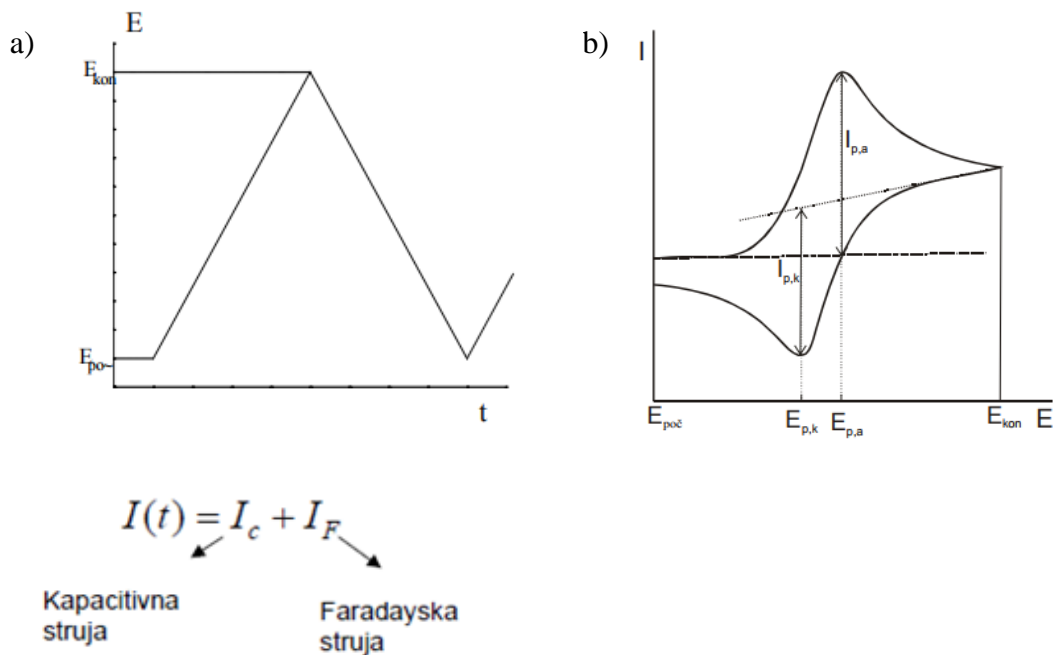 a)
E
E_kon
E_po~
t
b)
I
I_p,a
I_p,k
E_poč
E_p,k
E_p,a
E_kon
E
I(t) = I_c + I_F
Kapacitivna
struja
Faradayska
struja